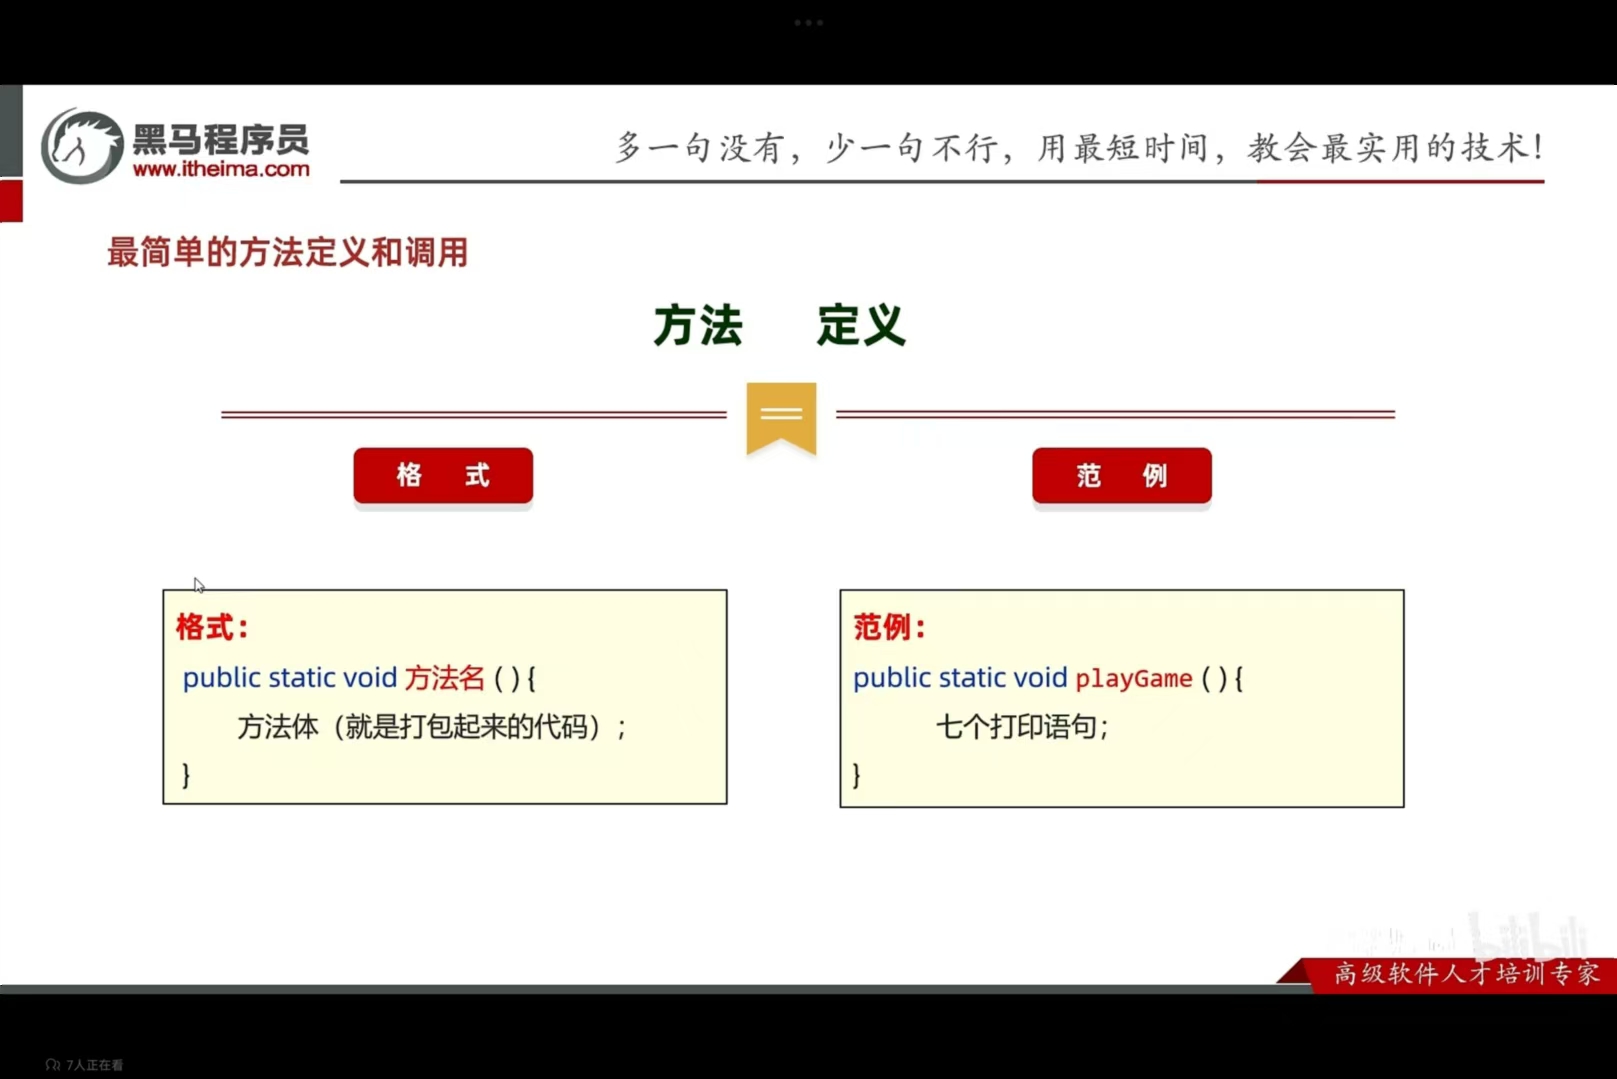 黑马程序员
www.itheima.com
多一句没有，少一句不行，用最短时间，教会最实用的技术！
最简单的方法定义和调用
方法 定义
格 式
范 例
格式：
public static void 方法名 ( ) {
方法体（就是打包起来的代码）；
}
范例：
public static void playGame ( ) {
七个打印语句；
}
bilibili
高级软件人才培训专家
7人正在看